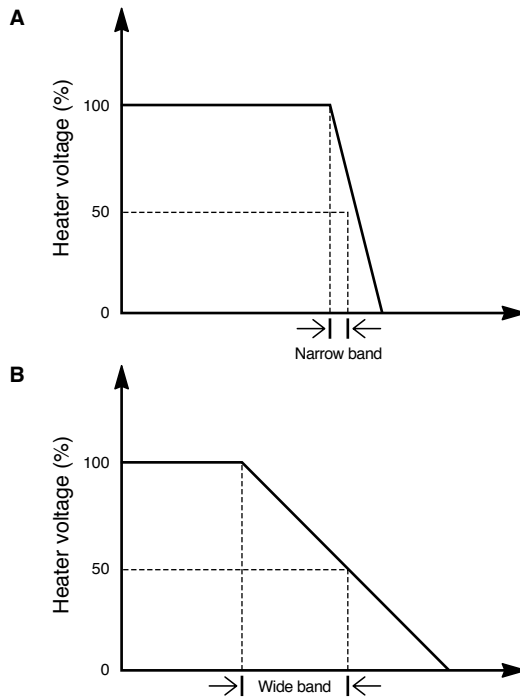 A
Heater voltage (%)
100
50
0
Narrow band
B
Heater voltage (%)
100
50
0
Wide band